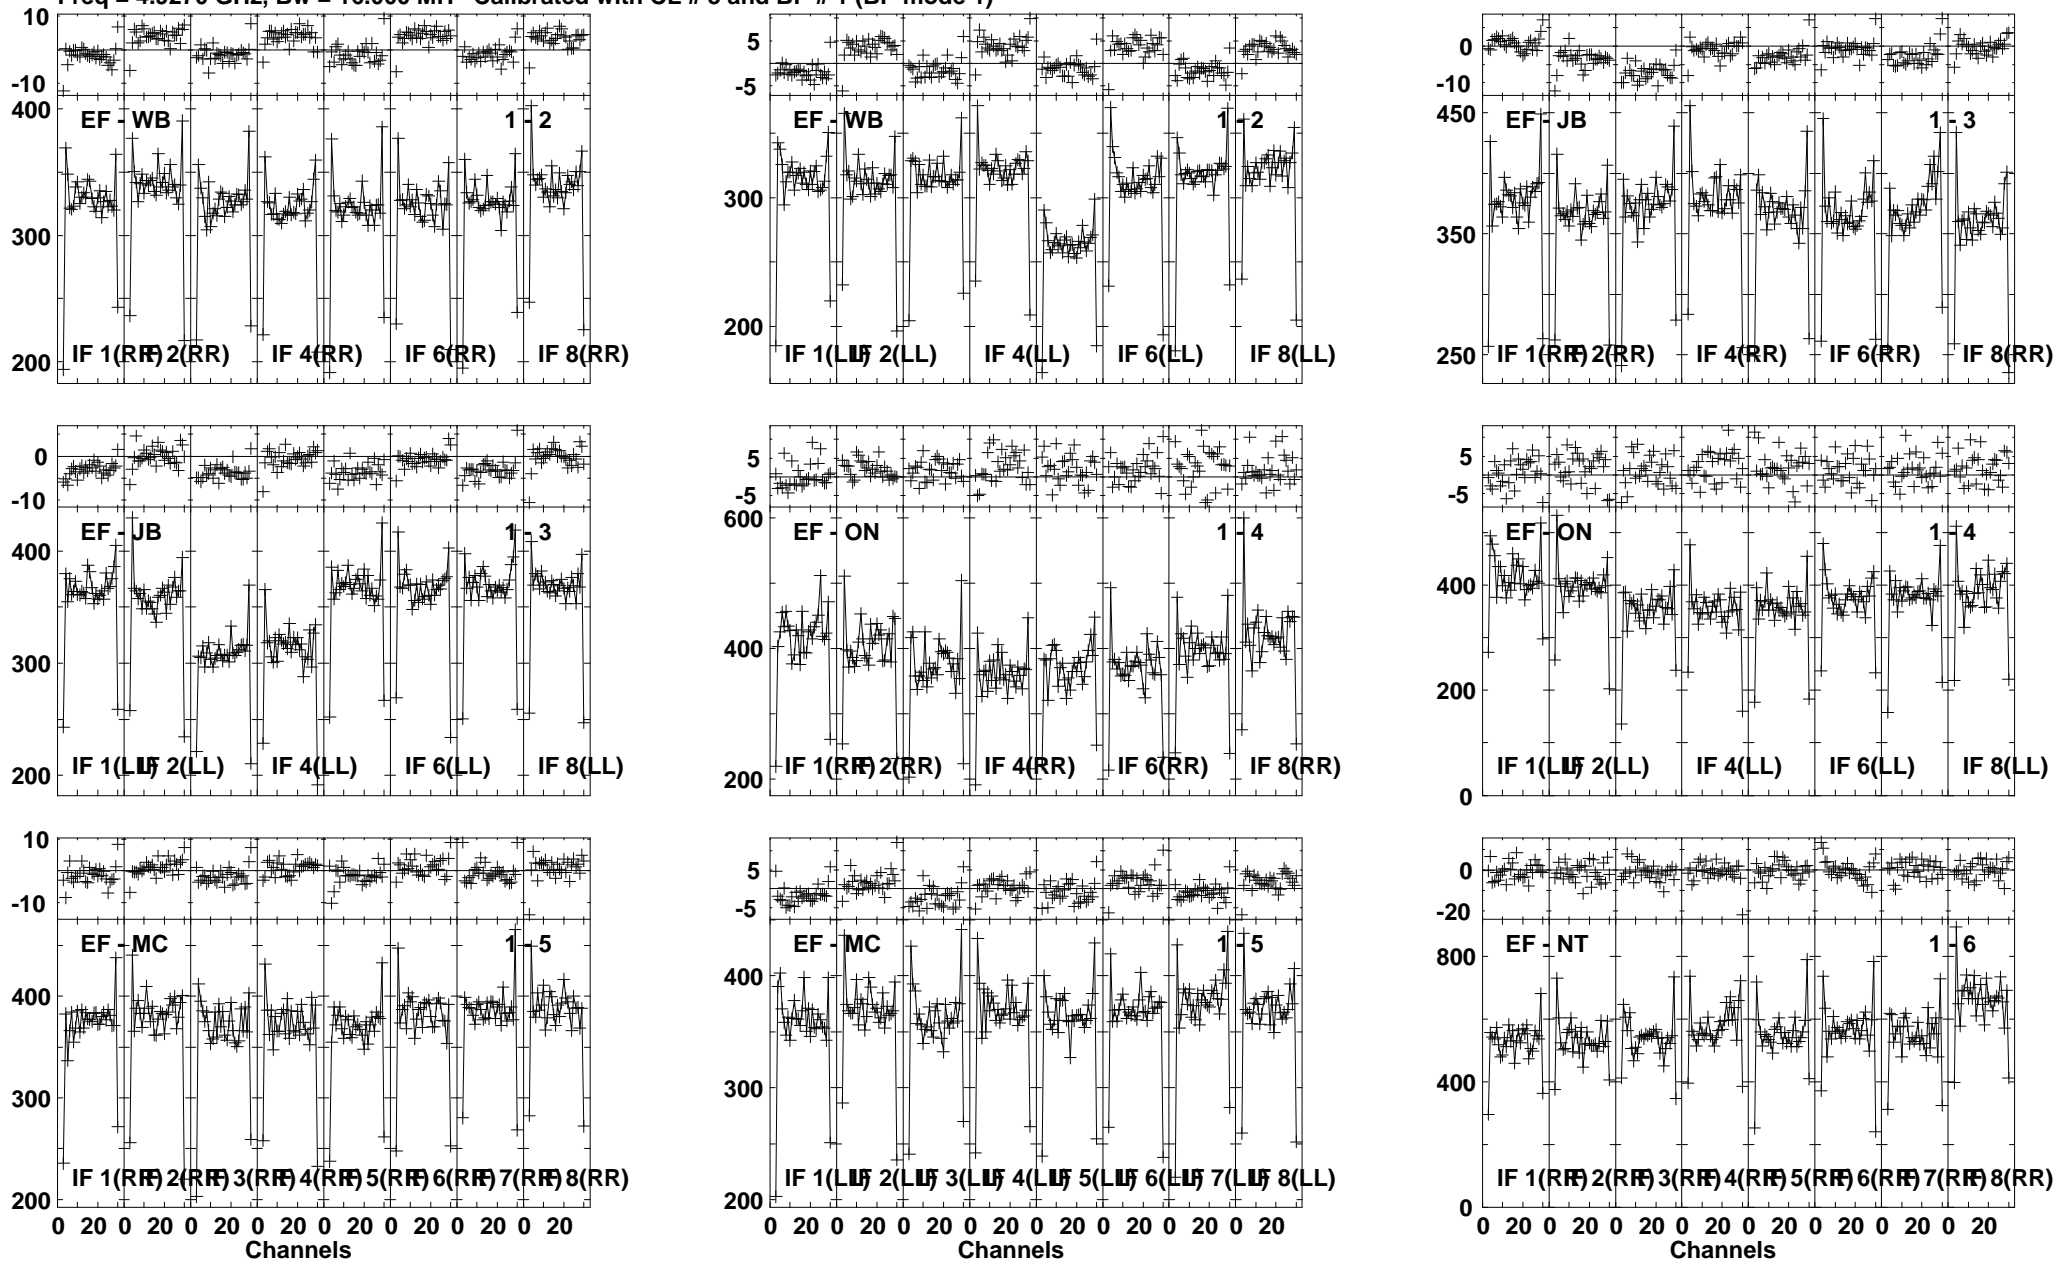 Freq = GHz, Bw = MH Calibrated with CL # and BP # 1 (BP mode 1)
10
-10
400
300
200
EF - WB 1 - 2
IF 1(RR) IF 2(RR) IF 4(RR) IF 6(RR) IF 8(RR)
5
-5
300
200
EF - WB 1 - 2
IF 1(LL) IF 2(LL) IF 4(LL) IF 6(LL) IF 8(LL)
0
-10
450
350
250
EF - JB 1 - 3
IF 1(RR) IF 2(RR) IF 4(RR) IF 6(RR) IF 8(RR)
0
-10
400
300
200
EF - JB 1 - 3
IF 1(LL) IF 2(LL) IF 4(LL) IF 6(LL) IF 8(LL)
5
-5
600
400
200
EF - ON 1 - 4
IF 1(RR) IF 2(RR) IF 4(RR) IF 6(RR) IF 8(RR)
5
-5
400
200
0
EF - ON 1 - 4
IF 1(LL) IF 2(LL) IF 4(LL) IF 6(LL) IF 8(LL)
10
-10
400
300
200
EF - MC 1 - 5
IF 1(RR) IF 2(RR) IF 3(RR) IF 4(RR) IF 5(RR) IF 6(RR) IF 7(RR) IF 8(RR)
0 20 0 20 0 20 0 20 0 20 0 20 0 20 0 20
Channels
5
-5
400
300
200
EF - MC 1 - 5
IF 1(LL) IF 2(LL) IF 3(LL) IF 4(LL) IF 5(LL) IF 6(LL) IF 7(LL) IF 8(LL)
0 20 0 20 0 20 0 20 0 20 0 20 0 20 0 20
Channels
0
-20
800
400
0
EF - NT 1 - 6
IF 1(RR) IF 2(RR) IF 3(RR) IF 4(RR) IF 5(RR) IF 6(RR) IF 7(RR) IF 8(RR)
0 20 0 20 0 20 0 20 0 20 0 20 0 20 0 20
Channels